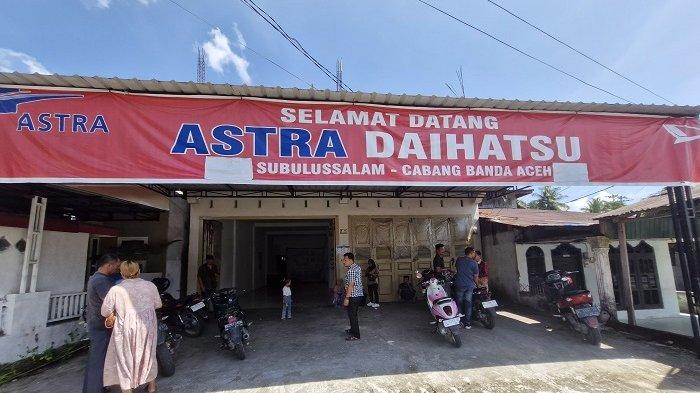 SELAMAT DATANG
ASTRA
ASTRA DAIHATSU
SUBULUSSALAM - CABANG BANDA ACEH